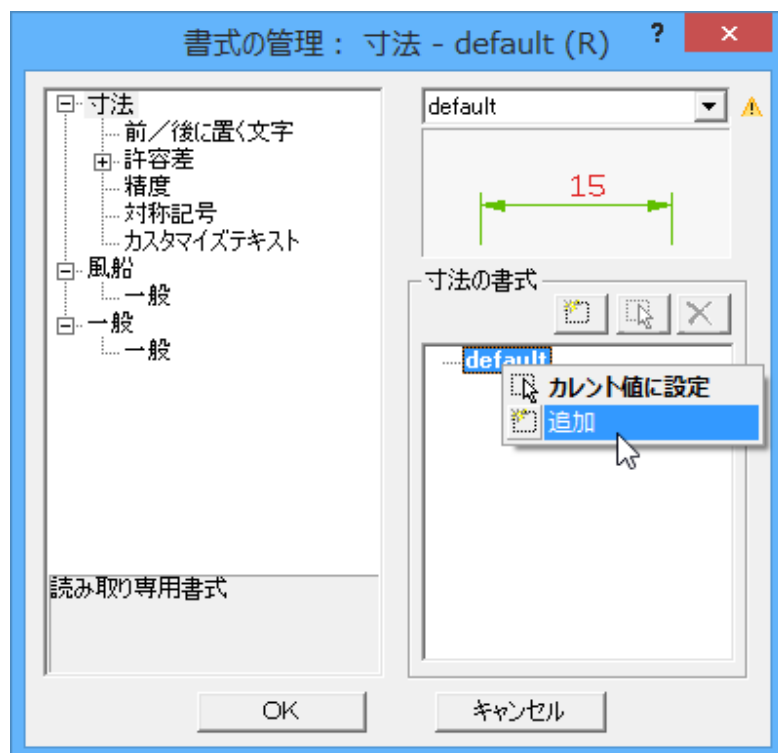 書式の管理： 寸法 - default (R)
?
×
寸法
前／後に置く文字
許容差
精度
対称記号
カスタマイズテキスト
風船
一般
一般
一般
読み取り専用書式
default
15
寸法の書式
default
カレント値に設定
追加
OK
キャンセル